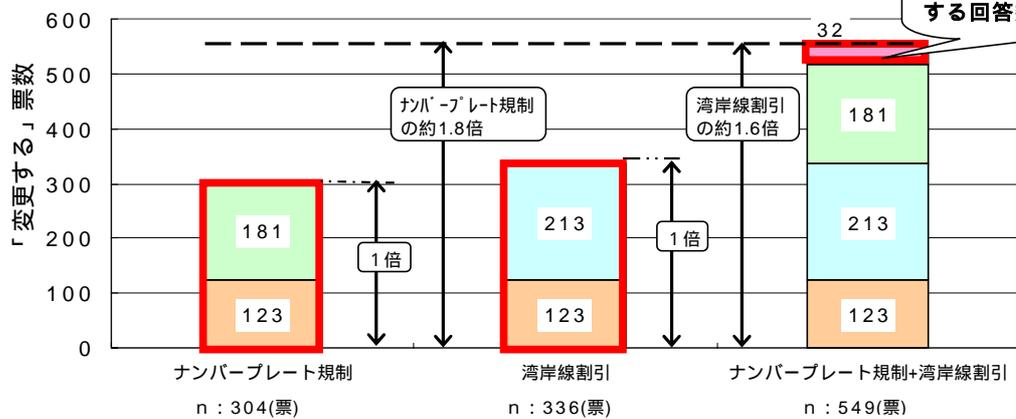 する回答
「変更する」票数
600
500
400
300
200
100
0
32
ﾅﾝﾊﾞｰﾌﾟﾚｰﾄ規制
の約1.8倍
湾岸線割引
の約1.6倍
181
123
1倍
213
123
1倍
181
213
123
ナンバープレート規制
湾岸線割引
ナンバープレート規制+湾岸線割引
n：304(票)
n：336(票)
n：549(票)